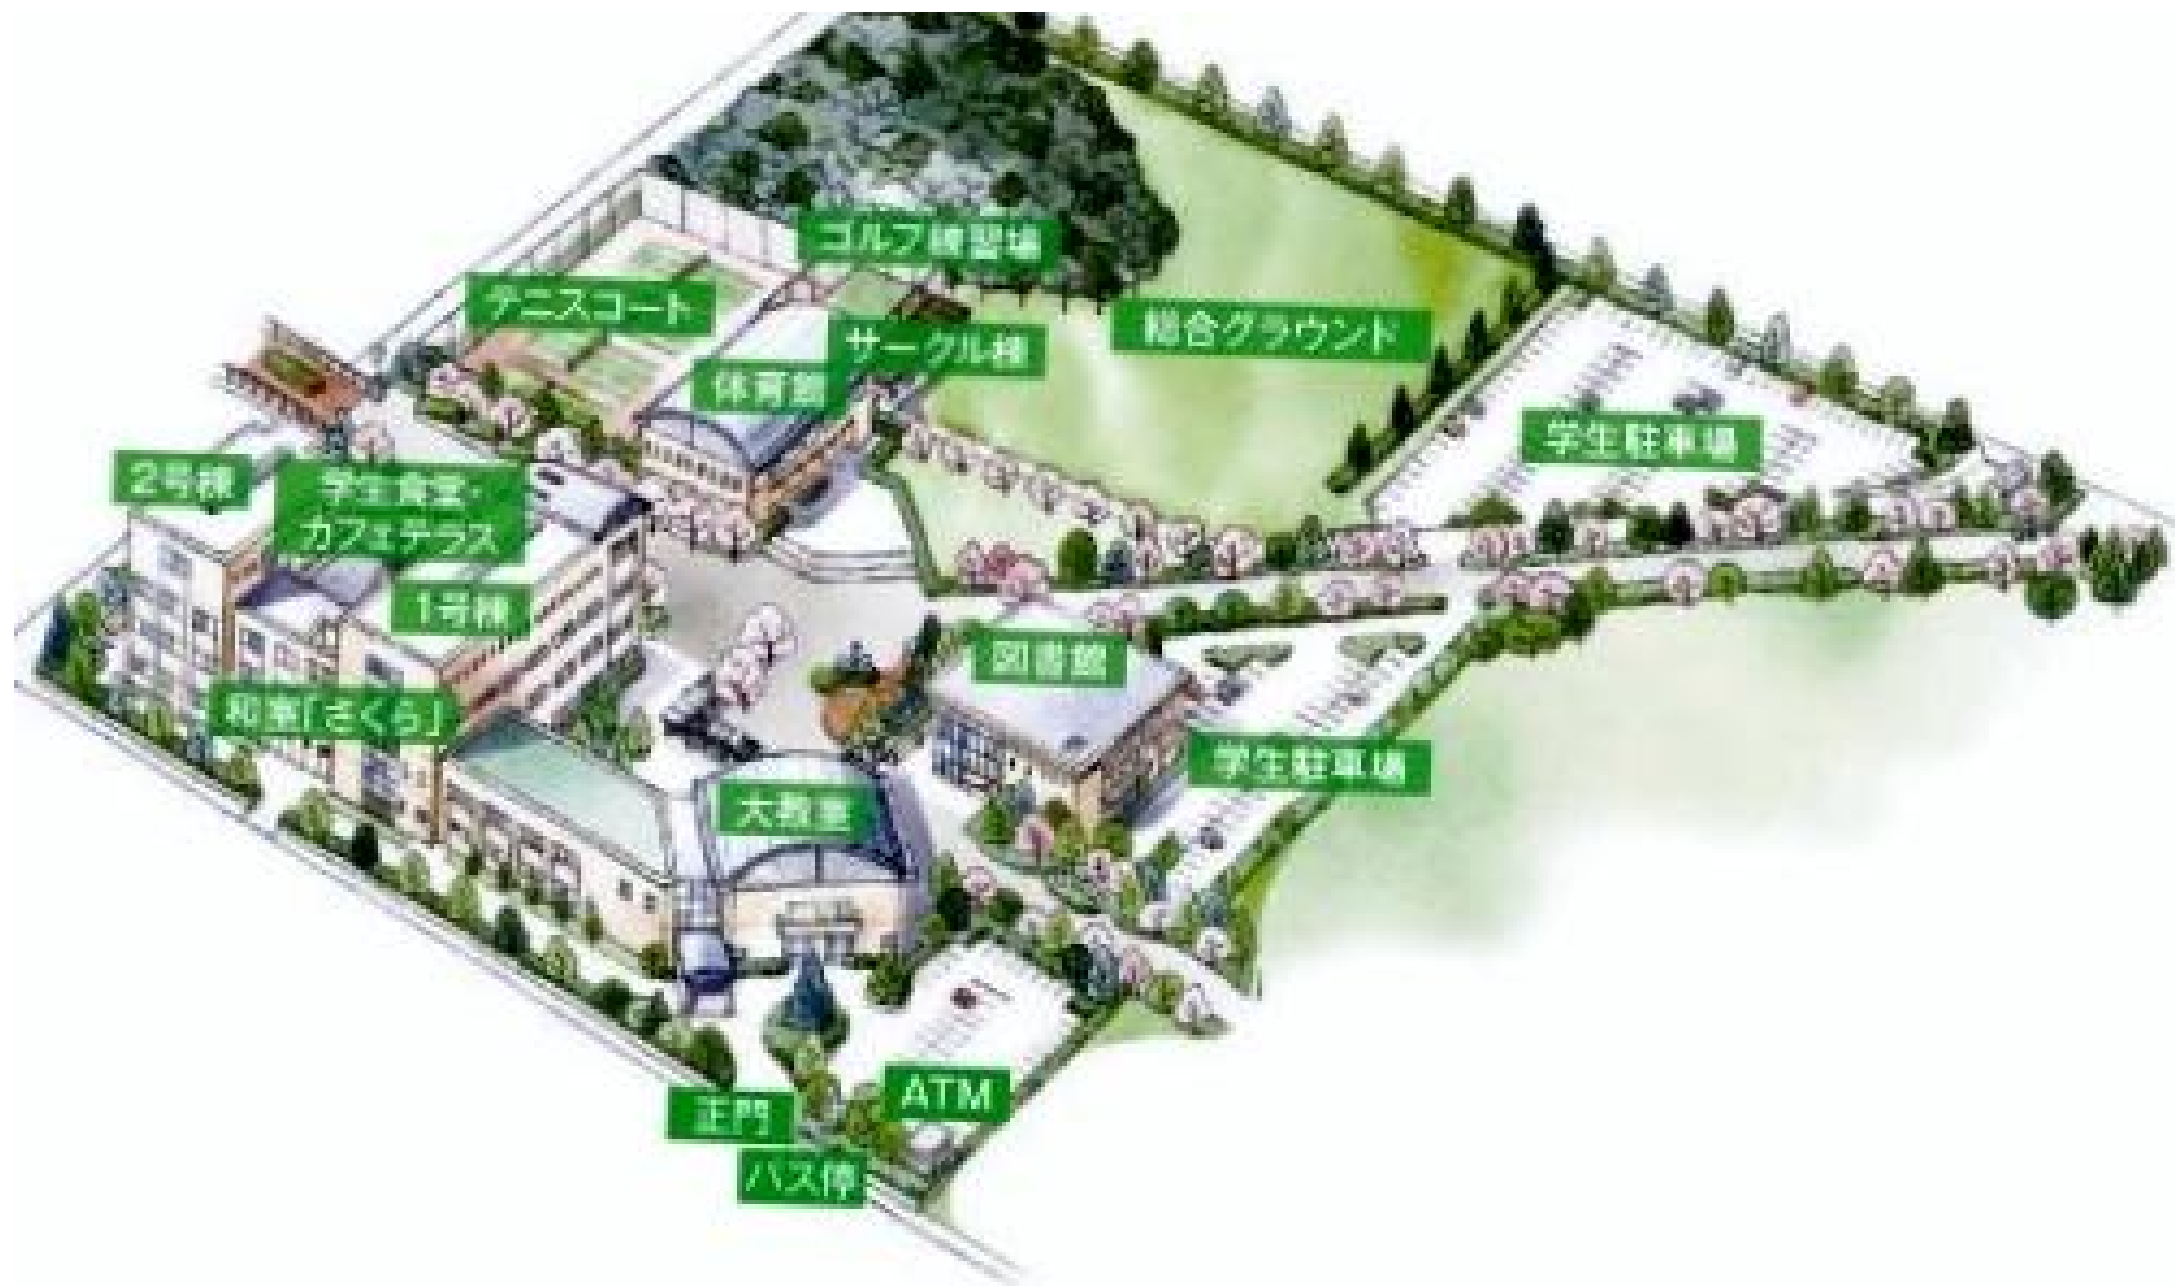 ゴルフ練習場
テニスコート
サークル棟
総合グラウンド
体育館
学生駐車場
2号棟
学生食堂・
カフェテラス
1号棟
図書館
和室「さくら」
学生駐車場
大教室
ATM
正門
バス停